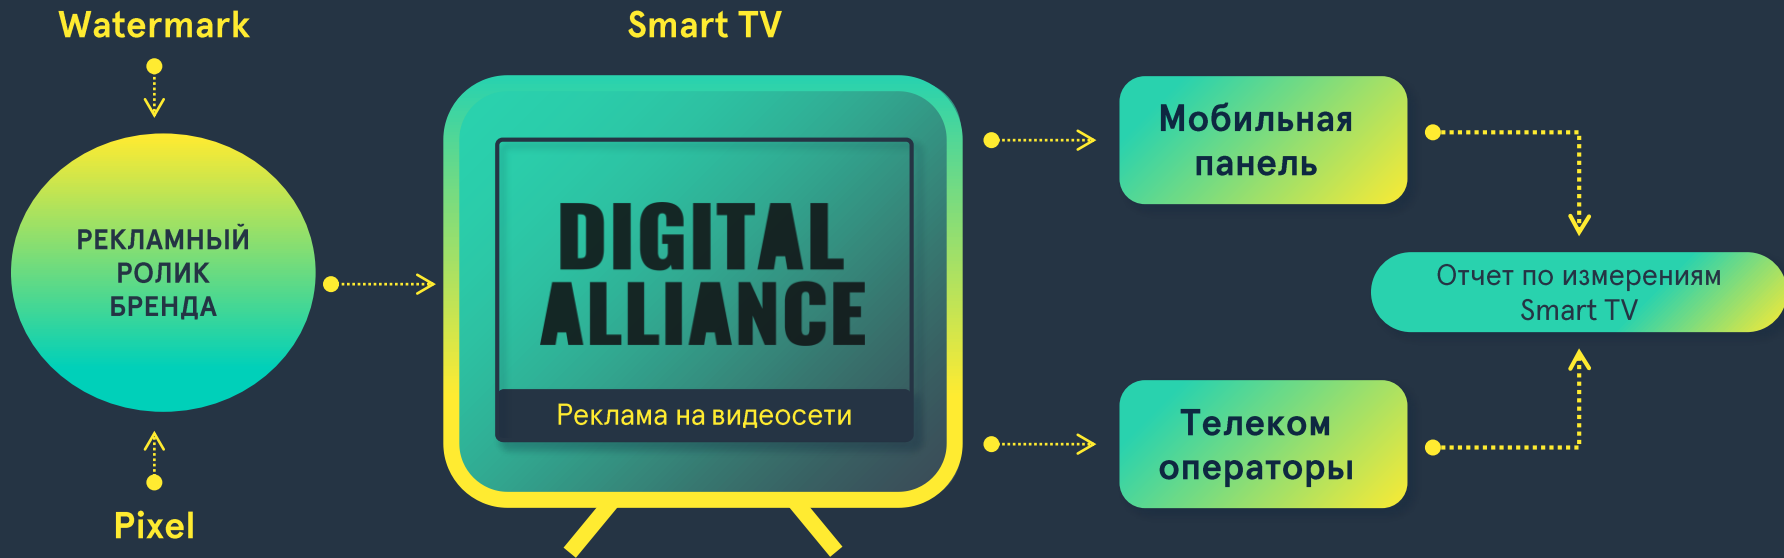 Watermark
РЕКЛАМНЫЙ
РОЛИК
БРЕНДА
Pixel
Smart TV
DIGITAL
ALLIANCE
Реклама на видеосети
Мобильная
панель
Телеком
операторы
Отчет по измерениям
Smart TV